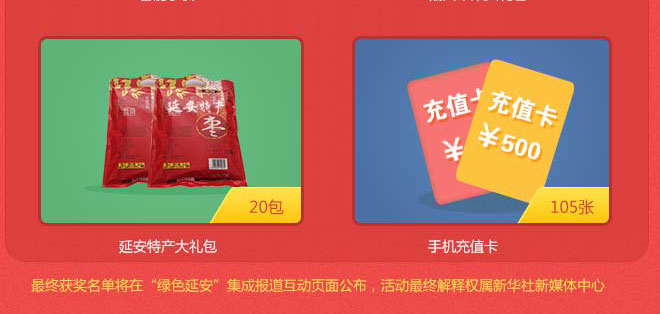 延安特产
枣
充值卡
¥
充值卡
¥500
20包
105张
延安特产大礼包
手机充值卡
最终获奖名单将在“绿色延安”集成报道互动页面公布，活动最终解释权属新华社新媒体中心